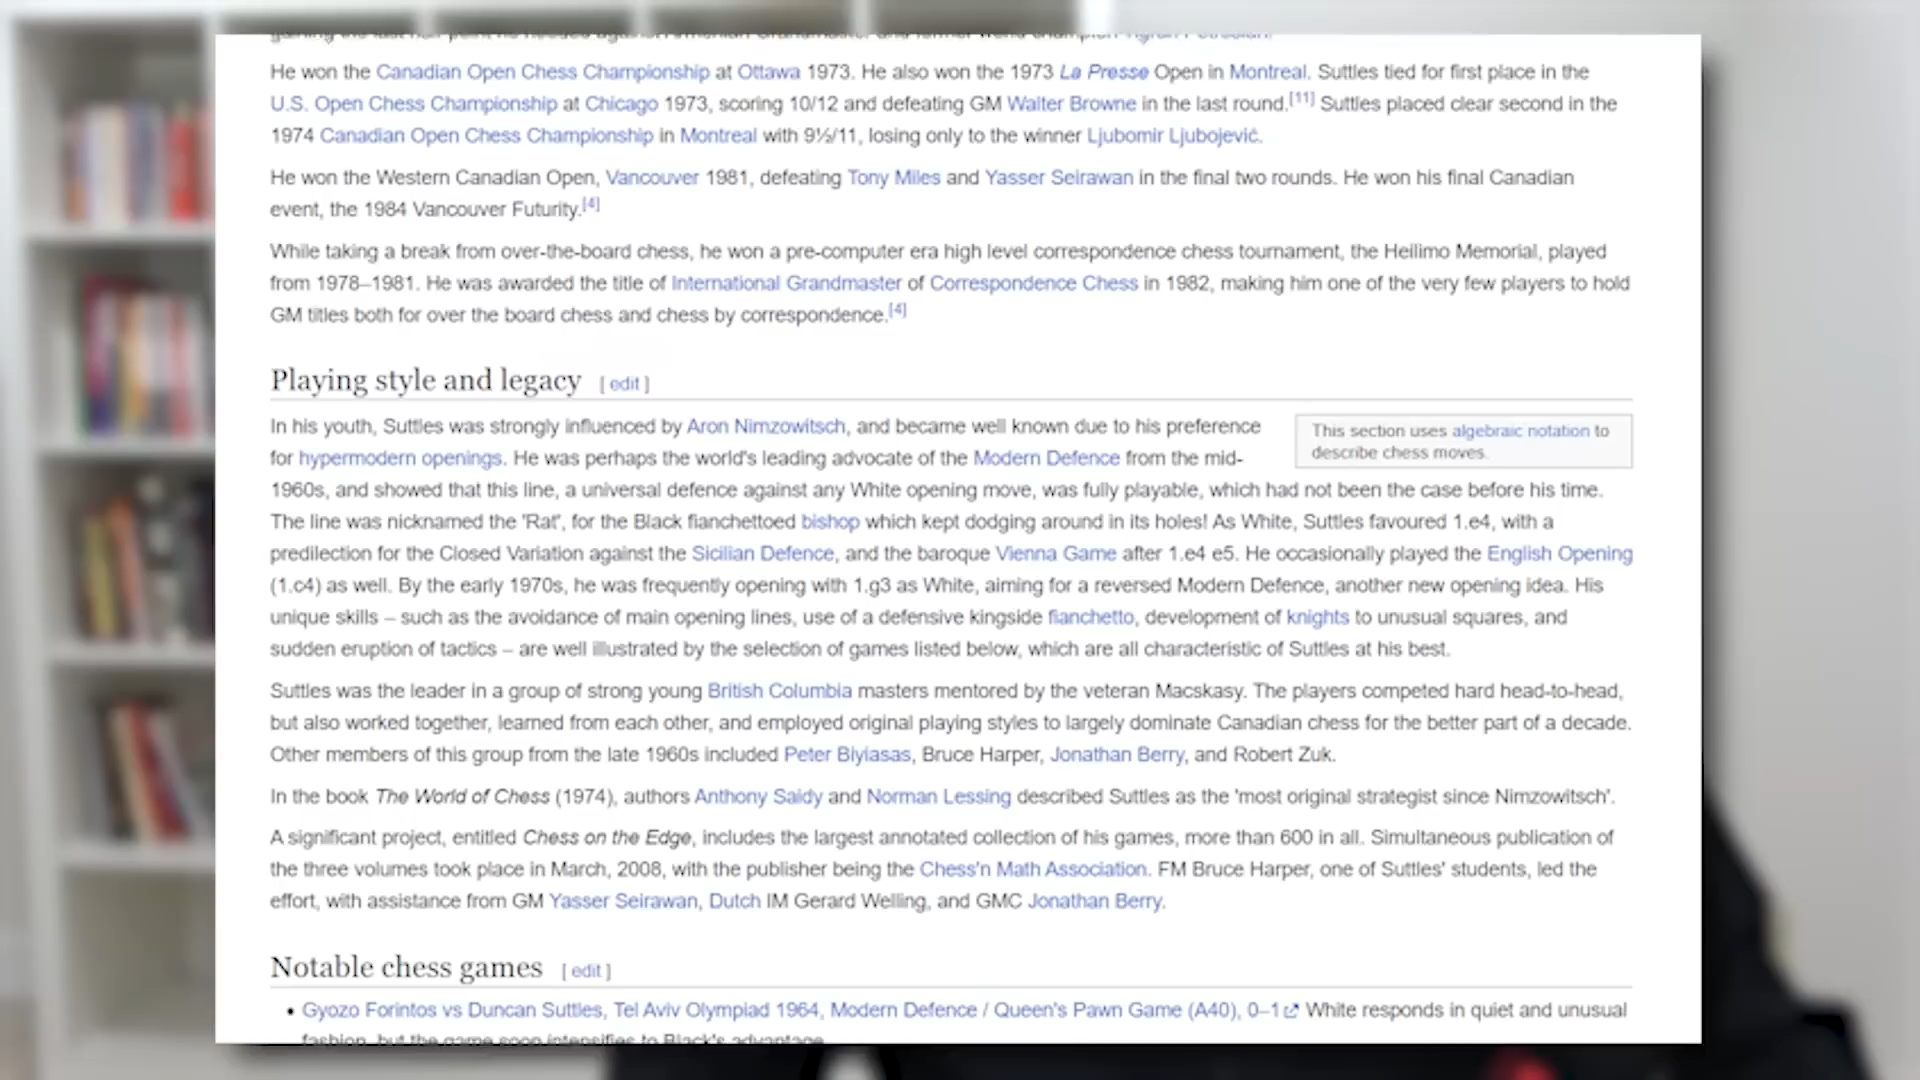 He won the Canadian Open Chess Championship at Ottawa 1973. He also won the 1973 La Presse Open in Montreal. Suttles tied for first place in the
U.S. Open Chess Championship at Chicago 1973, scoring 10/12 and defeating GM Walter Browne in the last round.[11] Suttles placed clear second in the
1974 Canadian Open Chess Championship in Montreal with 9½/11, losing only to the winner Ljubomir Ljubojević.
He won the Western Canadian Open, Vancouver 1981, defeating Tony Miles and Yasser Seirawan in the final two rounds. He won his final Canadian
event, the 1984 Vancouver Futurity.[4]
While taking a break from over-the-board chess, he won a pre-computer era high level correspondence chess tournament, the Heilimo Memorial, played
from 1978–1981. He was awarded the title of International Grandmaster of Correspondence Chess in 1982, making him one of the very few players to hold
GM titles both for over the board chess and chess by correspondence.[4]
Playing style and legacy [ edit ]
In his youth, Suttles was strongly influenced by Aron Nimzowitsch, and became well known due to his preference
for hypermodern openings. He was perhaps the world's leading advocate of the Modern Defence from the mid-
This section uses algebraic notation to
describe chess moves.
1960s, and showed that this line, a universal defence against any White opening move, was fully playable, which had not been the case before his time.
The line was nicknamed the 'Rat', for the Black fianchettoed bishop which kept dodging around in its holes! As White, Suttles favoured 1.e4, with a
predilection for the Closed Variation against the Sicilian Defence, and the baroque Vienna Game after 1.e4 e5. He occasionally played the English Opening
(1.c4) as well. By the early 1970s, he was frequently opening with 1.g3 as White, aiming for a reversed Modern Defence, another new opening idea. His
unique skills – such as the avoidance of main opening lines, use of a defensive kingside fianchetto, development of knights to unusual squares, and
sudden eruption of tactics – are well illustrated by the selection of games listed below, which are all characteristic of Suttles at his best.
Suttles was the leader in a group of strong young British Columbia masters mentored by the veteran Macskasy. The players competed hard head-to-head,
but also worked together, learned from each other, and employed original playing styles to largely dominate Canadian chess for the better part of a decade.
Other members of this group from the late 1960s included Peter Biyiasas, Bruce Harper, Jonathan Berry, and Robert Zuk.
In the book The World of Chess (1974), authors Anthony Saidy and Norman Lessing described Suttles as the 'most original strategist since Nimzowitsch'.
A significant project, entitled Chess on the Edge, includes the largest annotated collection of his games, more than 600 in all. Simultaneous publication of
the three volumes took place in March, 2008, with the publisher being the Chess'n Math Association. FM Bruce Harper, one of Suttles' students, led the
effort, with assistance from GM Yasser Seirawan, Dutch IM Gerard Welling, and GMC Jonathan Berry.
Notable chess games [ edit ]
• Gyozo Forintos vs Duncan Suttles, Tel Aviv Olympiad 1964, Modern Defence / Queen's Pawn Game (A40), 0–1 White responds in quiet and unusual
fashion, but the game soon intensifies to Black's advantage.